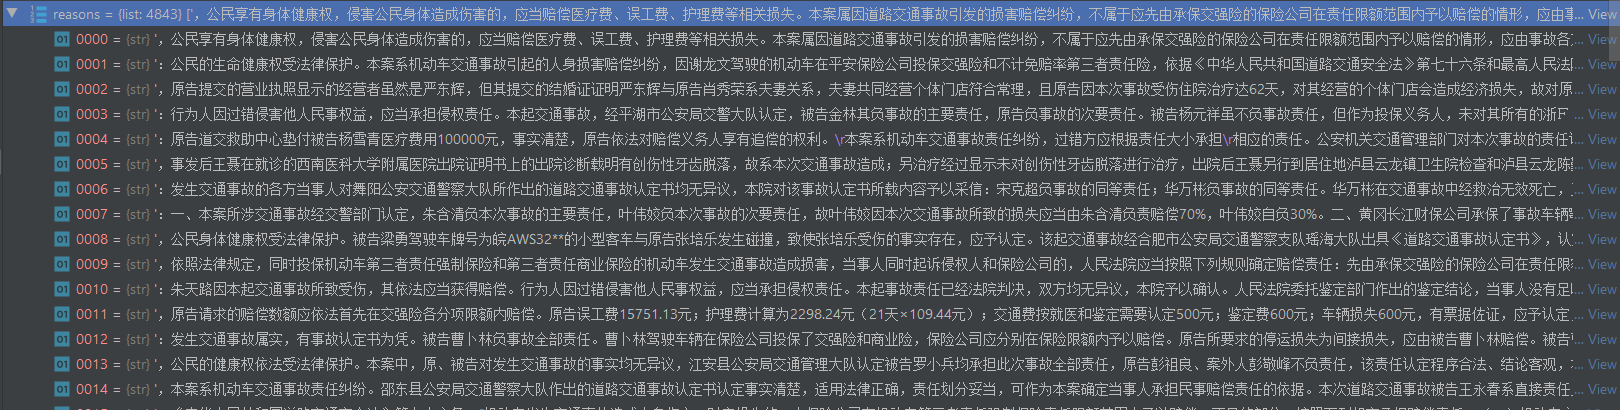 reasons = {list: 4843} ['，公民享有身体健康权，侵害公民身体造成伤害的，应当赔偿医疗费、误工费、护理费等相关损失。本案属因道路交通事故引发的损害赔偿纠纷，不属于应先由承保交强险的保险公司在责任限额范围内予以赔偿的情形，应由事... View
0000 = {str} '，公民享有身体健康权，侵害公民身体造成伤害的，应当赔偿医疗费、误工费、护理费等相关损失。本案属因道路交通事故引发的损害赔偿纠纷，不属于应先由承保交强险的保险公司在责任限额范围内予以赔偿的情形，应由事故各... View
0001 = {str} '：公民的生命健康权受法律保护。本案系机动车交通事故引起的人身损害赔偿纠纷，因谢龙文驾驶的机动车在平安保险公司投保交强险和不计免赔率第三者责任险，依据《中华人民共和国道路交通安全法》第七十六条和最高人民法... View
0002 = {str} '，原告提交的营业执照显示的经营者虽然是严东辉，但其提交的结婚证证明严东辉与原告肖秀荣系夫妻关系，夫妻共同经营个体门店符合常理，且原告因本次事故受伤住院治疗达62天，对其经营的个体门店会造成经济损失，故对原... View
0003 = {str} '：行为人因过错侵害他人民事权益，应当承担侵权责任。本起交通事故，经平湖市公安局交警大队认定，被告金林其负事故的主要责任，原告负事故的次要责任。被告杨元祥虽不负责任，但作为投保义务人，未对其所有的浙F... View
0004 = {str} '：原告道交救助中心垫付被告杨雪青医疗费用100000元，事实清楚，原告依法对赔偿义务人享有追偿的权利。\r本案系机动车交通事故责任纠纷，过错方应根据责任大小承担\r相应的责任。公安机关交通管理部门对本次事故的责任认... View
0005 = {str} '，事发后王聂在就诊的西南医科大学附属医院出院证明书上的出院诊断载明有创伤性牙齿脱落，故系本次交通事故造成；另治疗经过显示未对创伤性牙齿脱落进行治疗，出院后王聂另行到居住地泸县云龙镇卫生院检查和泸县云龙陈... View
0006 = {str} '：发生交通事故的各方当事人对舞阳公安交通警察大队所作出的道路交通事故认定书均无异议，本院对该事故认定书所载内容予以采信：宋克超负事故的同等责任；华万彬负事故的同等责任。华万彬在交通事故中经救治无效死亡，... View
0007 = {str} '：一、本案所涉交通事故经交警部门认定，朱含清负本次事故的主要责任，叶伟姣负本次事故的次要责任，故叶伟姣因本次交通事故所致的损失应当由朱含清负责赔偿70%，叶伟姣自负30%。二、黄冈长江财保公司承保了事故车辆... View
0008 = {str} '，公民身体健康权受法律保护。被告梁勇驾驶车牌号为皖AWS32**的小型客车与原告张培乐发生碰撞，致使张培乐受伤的事实存在，应予认定。该起交通事故经合肥市公安局交通警察支队瑶海大队出具《道路交通事故认定书》，认... View
0009 = {str} '，依照法律规定，同时投保机动车第三者责任强制保险和第三者责任商业保险的机动车发生交通事故造成损害，当事人同时起诉侵权人和保险公司的，人民法院应当按照下列规则确定赔偿责任：先由承保交强险的保险公司在责任限... View
0010 = {str} '：朱天路因本起交通事故所致受伤，其依法应当获得赔偿。行为人因过错侵害他人民事权益，应当承担侵权责任。本起事故责任已经法院判决，双方均无异议，本院予以确认。人民法院委托鉴定部门作出的鉴定结论，当事人没有足... View
0011 = {str} '，原告请求的赔偿数额应依法首先在交强险各分项限额内赔偿。原告误工费15751.13元；护理费计算为2298.24元（21天×109.44元）；交通费按就医和鉴定需要认定500元；鉴定费600元；车辆损失600元，有票据佐证，应予认定... View
0012 = {str} '：发生交通事故属实，有事故认定书为凭。被告曹卜林负事故全部责任。曹卜林驾驶车辆在保险公司投保了交强险和商业险，保险公司应分别在保险限额内予以赔偿。原告所要求的停运损失为间接损失，应由被告曹卜林赔偿。被告... View
0013 = {str} '：公民的健康权依法受法律保护。本案中，原、被告对发生交通事故的事实均无异议，江安县公安局交通管理大队认定被告罗小兵均承担此次事故全部责任，原告彭祖良、案外人彭敬帷不负责任，该责任认定程序合法、结论客观，... View
0014 = {str} '，本案系机动车交通事故责任纠纷。邵东县公安局交通警察大队作出的道路交通事故认定书认定事实清楚，适用法律正确，责任划分妥当，可作为本案确定当事人承担民事赔偿责任的依据。本次道路交通事故被告王永春系直接责任... View